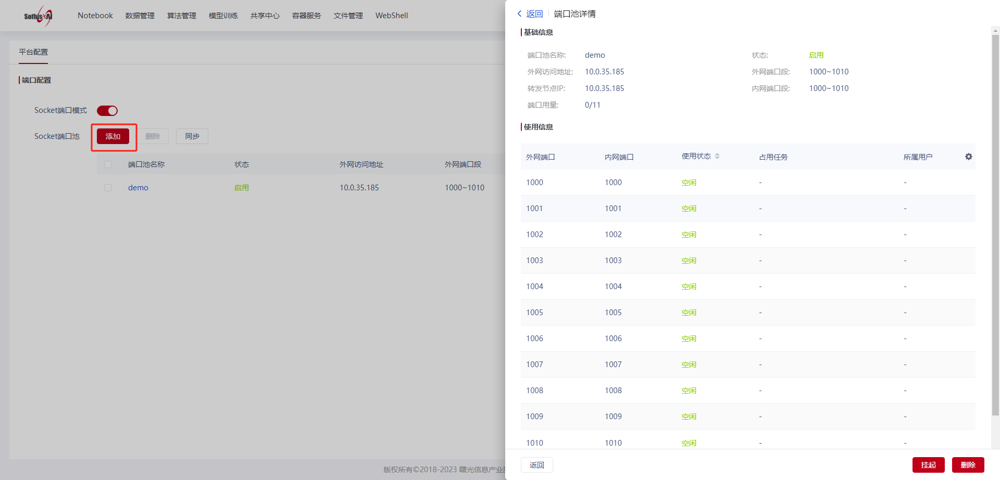 SothisAI
Notebook 数据管理 算法管理 模型训练 共享中心 容器服务 文件管理 WebShell
平台配置
端口配置
Socket端口模式
Socket端口池 添加 删除 同步
端口池名称 状态 外网访问地址 外网端口段
demo 启用 10.0.35.185 1000~1010
版权所有©2018-2023 曙光信息产业
返回 端口池详情
基础信息
端口池名称: demo 状态: 启用
外网访问地址: 10.0.35.185 外网端口段: 1000~1010
转发节点IP: 10.0.35.185 内网端口段: 1000~1010
端口用量: 0/11
使用信息
外网端口 内网端口 使用状态 占用任务 所属用户
1000 1000 空闲 - -
1001 1001 空闲 - -
1002 1002 空闲 - -
1003 1003 空闲 - -
1004 1004 空闲 - -
1005 1005 空闲 - -
1006 1006 空闲 - -
1007 1007 空闲 - -
1008 1008 空闲 - -
1009 1009 空闲 - -
1010 1010 空闲 - -
返回 挂起 删除